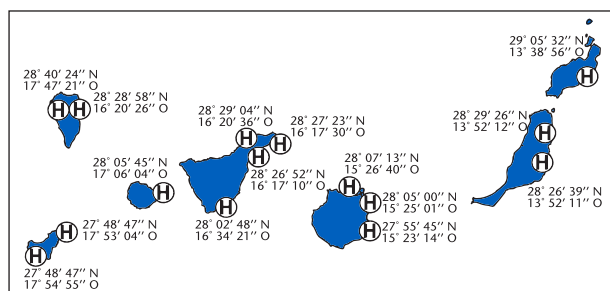 29° 05′ 32′′ N
13° 38′ 56′′ O
28° 40′ 24′′ N
17° 47′ 21′′ O
28° 28′ 58′′ N
16° 20′ 26′′ O
H
H
H
28° 29′ 04′′ N
16° 20′ 36′′ O
28° 27′ 23′′ N
16° 17′ 30′′ O
28° 29′ 26′′ N
13° 52′ 12′′ O
H
H
H
H
28° 05′ 45′′ N
17° 06′ 04′′ O
28° 26′ 52′′ N
16° 17′ 10′′ O
28° 07′ 13′′ N
15° 26′ 40′′ O
H
H
H
28° 26′ 39′′ N
13° 52′ 11′′ O
28° 05′ 00′′ N
15° 25′ 01′′ O
H
H
27° 48′ 47′′ N
17° 53′ 04′′ O
H
28° 02′ 48′′ N
16° 34′ 21′′ O
H
27° 55′ 45′′ N
15° 23′ 14′′ O
H
27° 48′ 47′′ N
17° 54′ 55′′ O